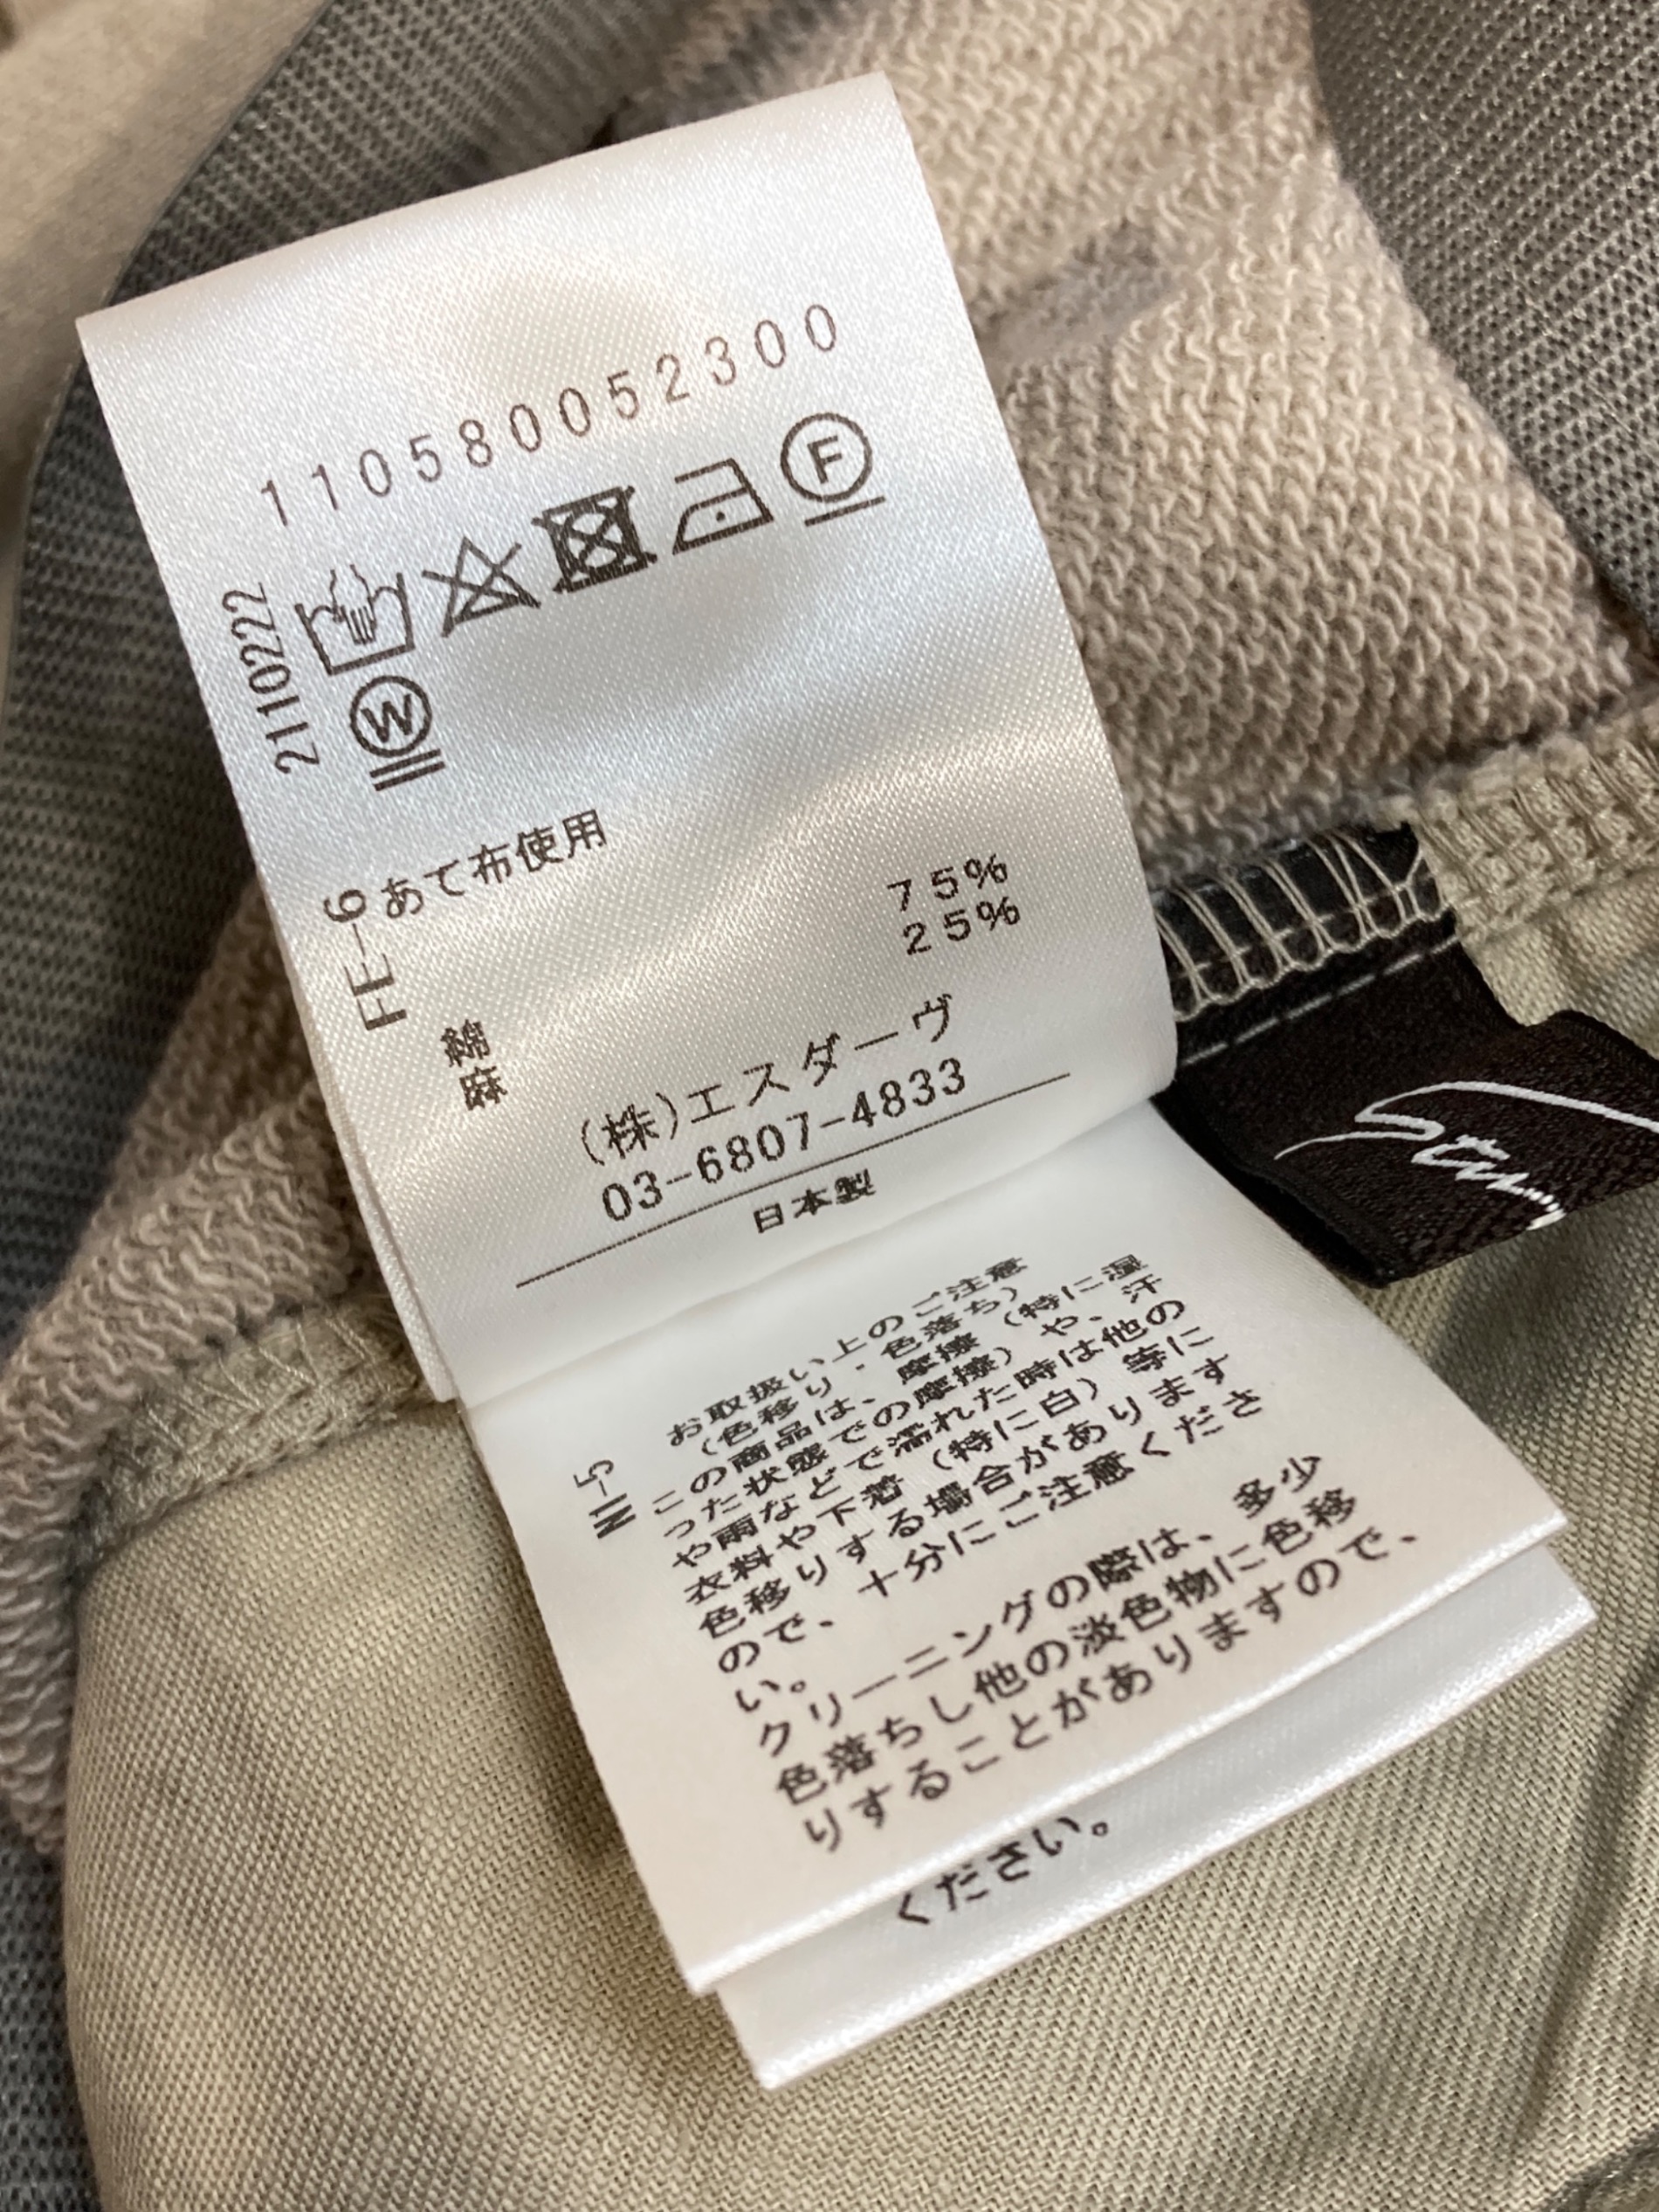 110580052300
2110222
F
W
FE-6
あて布使用
綿 75%
麻 25%
(株)エスダーヴ
03-6807-4833
日本製
NI-5
お取扱い上のご注意
(色移り・色落ち)
この商品は、摩擦(特に湿
った状態での摩擦)や、汗
や雨などで濡れた時は他の
衣料や下着(特に白)等に
色移りする場合があります
ので、十分にご注意くださ
い。
クリーニングの際は、多少
色落ちし他の淡色物に色移
りすることがありますので、
ください。